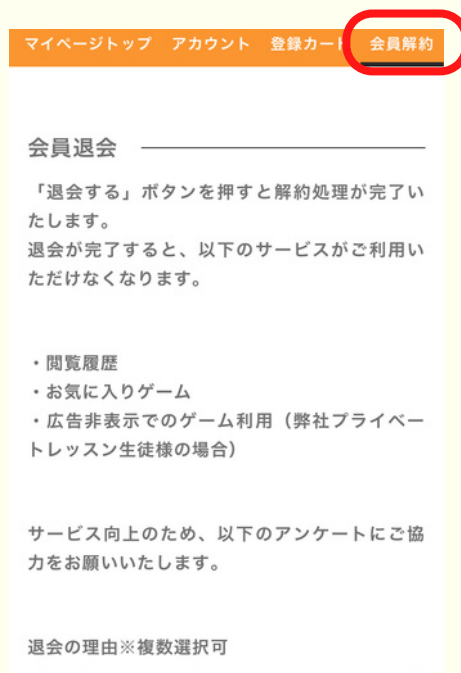 マイページトップ アカウント 登録カード 会員解約
会員退会
「退会する」ボタンを押すと解約処理が完了い
たします。
退会が完了すると、以下のサービスがご利用い
ただけなくなります。
・閲覧履歴
・お気に入りゲーム
・広告非表示でのゲーム利用（弊社プライベー
トレッスン生徒様の場合）
サービス向上のため、以下のアンケートにご協
力をお願いいたします。
退会の理由※複数選択可